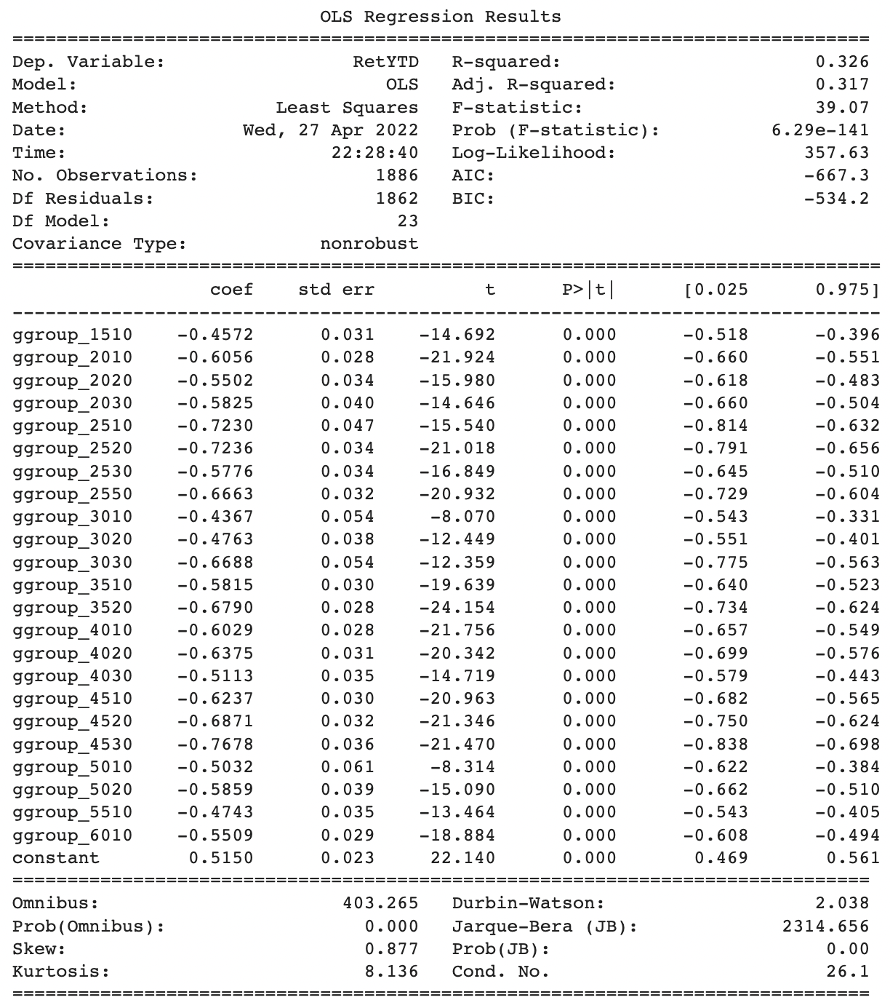 OLS Regression Results
==============================================================================
Dep. Variable: RetYTD R-squared: 0.326
Model: OLS Adj. R-squared: 0.317
Method: Least Squares F-statistic: 39.07
Date: Wed, 27 Apr 2022 Prob (F-statistic): 6.29e-141
Time: 22:28:40 Log-Likelihood: 357.63
No. Observations: 1886 AIC: -667.3
Df Residuals: 1862 BIC: -534.2
Df Model: 23
Covariance Type: nonrobust
===============================================================================
coef std err t P>|t| [0.025 0.975]
-------------------------------------------------------------------------------
ggroup_1510 -0.4572 0.031 -14.692 0.000 -0.518 -0.396
ggroup_2010 -0.6056 0.028 -21.924 0.000 -0.660 -0.551
ggroup_2020 -0.5502 0.034 -15.980 0.000 -0.618 -0.483
ggroup_2030 -0.5825 0.040 -14.646 0.000 -0.660 -0.504
ggroup_2510 -0.7230 0.047 -15.540 0.000 -0.814 -0.632
ggroup_2520 -0.7236 0.034 -21.018 0.000 -0.791 -0.656
ggroup_2530 -0.5776 0.034 -16.849 0.000 -0.645 -0.510
ggroup_2550 -0.6663 0.032 -20.932 0.000 -0.729 -0.604
ggroup_3010 -0.4367 0.054 -8.070 0.000 -0.543 -0.331
ggroup_3020 -0.4763 0.038 -12.449 0.000 -0.551 -0.401
ggroup_3030 -0.6688 0.054 -12.359 0.000 -0.775 -0.563
ggroup_3510 -0.5815 0.030 -19.639 0.000 -0.640 -0.523
ggroup_3520 -0.6790 0.028 -24.154 0.000 -0.734 -0.624
ggroup_4010 -0.6029 0.028 -21.756 0.000 -0.657 -0.549
ggroup_4020 -0.6375 0.031 -20.342 0.000 -0.699 -0.576
ggroup_4030 -0.5113 0.035 -14.719 0.000 -0.579 -0.443
ggroup_4510 -0.6237 0.030 -20.963 0.000 -0.682 -0.565
ggroup_4520 -0.6871 0.032 -21.346 0.000 -0.750 -0.624
ggroup_4530 -0.7678 0.036 -21.470 0.000 -0.838 -0.698
ggroup_5010 -0.5032 0.061 -8.314 0.000 -0.622 -0.384
ggroup_5020 -0.5859 0.039 -15.090 0.000 -0.662 -0.510
ggroup_5510 -0.4743 0.035 -13.464 0.000 -0.543 -0.405
ggroup_6010 -0.5509 0.029 -18.884 0.000 -0.608 -0.494
constant 0.5150 0.023 22.140 0.000 0.469 0.561
==============================================================================
Omnibus: 403.265 Durbin-Watson: 2.038
Prob(Omnibus): 0.000 Jarque-Bera (JB): 2314.656
Skew: 0.877 Prob(JB): 0.00
Kurtosis: 8.136 Cond. No. 26.1
==============================================================================